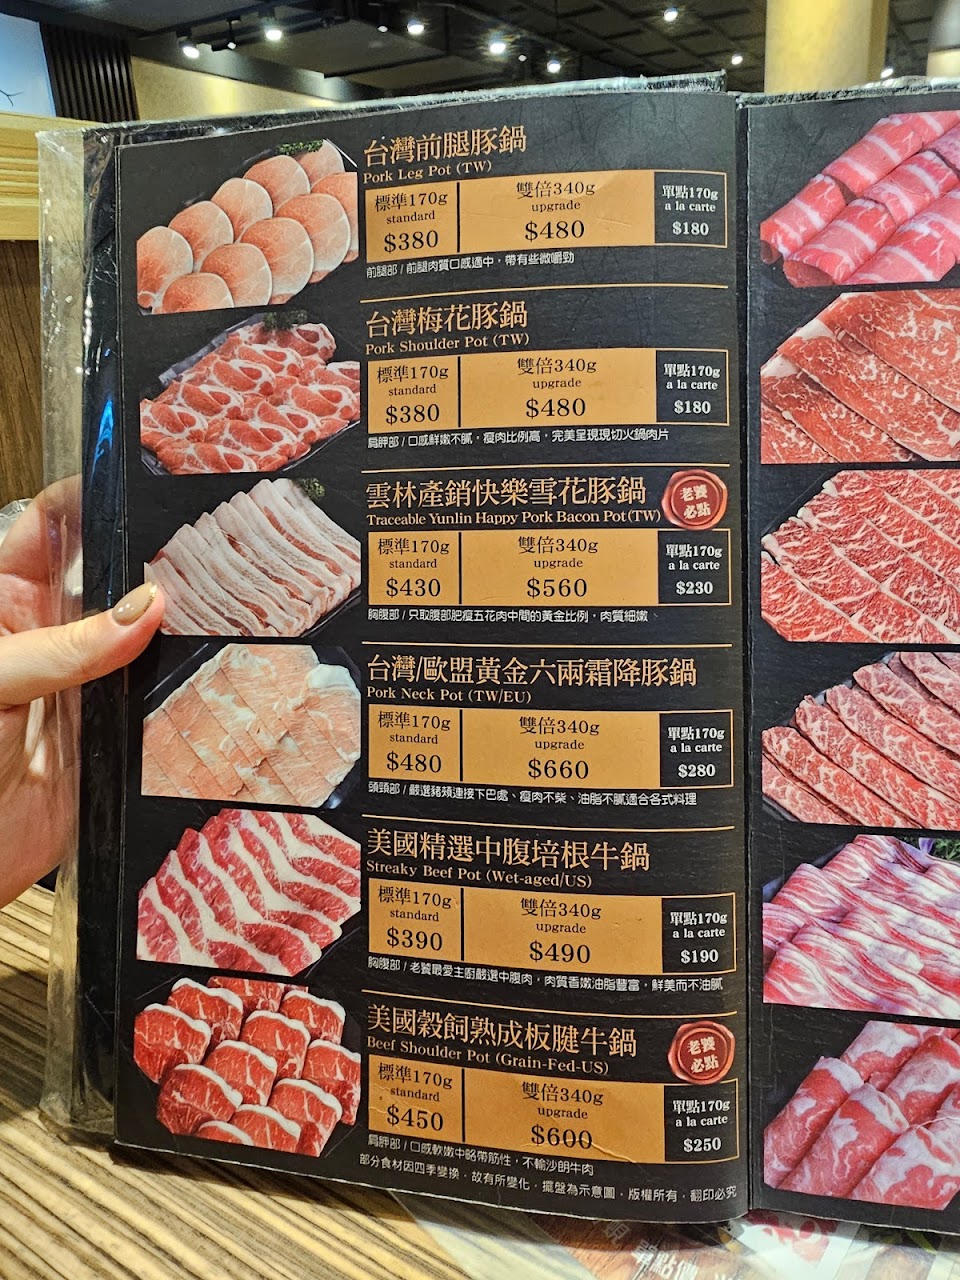 台灣前腿豚鍋
Pork Leg Pot (TW)
標準170g
standard
$380
雙倍340g
upgrade
$480
單點170g
a la carte
$180
前腿部 / 前腿肉質口感適中，帶有些微嚼勁
台灣梅花豚鍋
Pork Shoulder Pot (TW)
標準170g
standard
$380
雙倍340g
upgrade
$480
單點170g
a la carte
$180
肩胛部 / 口感鮮嫩不膩，瘦肉比例高，完美呈現現切火鍋肉片
雲林產銷快樂雪花豚鍋
Traceable Yunlin Happy Pork Bacon Pot(TW)
老饕
必點
標準170g
standard
$430
雙倍340g
upgrade
$560
單點170g
a la carte
$230
胸腹部 / 只取腹部肥瘦五花肉中間的黃金比例，肉質細嫩
台灣/歐盟黃金六兩霜降豚鍋
Pork Neck Pot (TW/EU)
標準170g
standard
$480
雙倍340g
upgrade
$660
單點170g
a la carte
$280
頭頸部 / 嚴選豬頰連接下巴處、瘦肉不柴、油脂不膩適合各式料理
美國精選中腹培根牛鍋
Streaky Beef Pot (Wet-aged/US)
標準170g
standard
$390
雙倍340g
upgrade
$490
單點170g
a la carte
$190
胸腹部 / 老饕最愛主廚嚴選中腹肉，肉質香嫩油脂豐富，鮮美而不油膩
美國穀飼熟成板腱牛鍋
Beef Shoulder Pot (Grain-Fed-US)
老饕
必點
標準170g
standard
$450
雙倍340g
upgrade
$600
單點170g
a la carte
$250
肩胛部 / 口感軟嫩中略帶筋性，不輸沙朗牛肉
部分食材因四季變換，故有所變化，擺盤為示意圖，版權所有，翻印必究
單點價